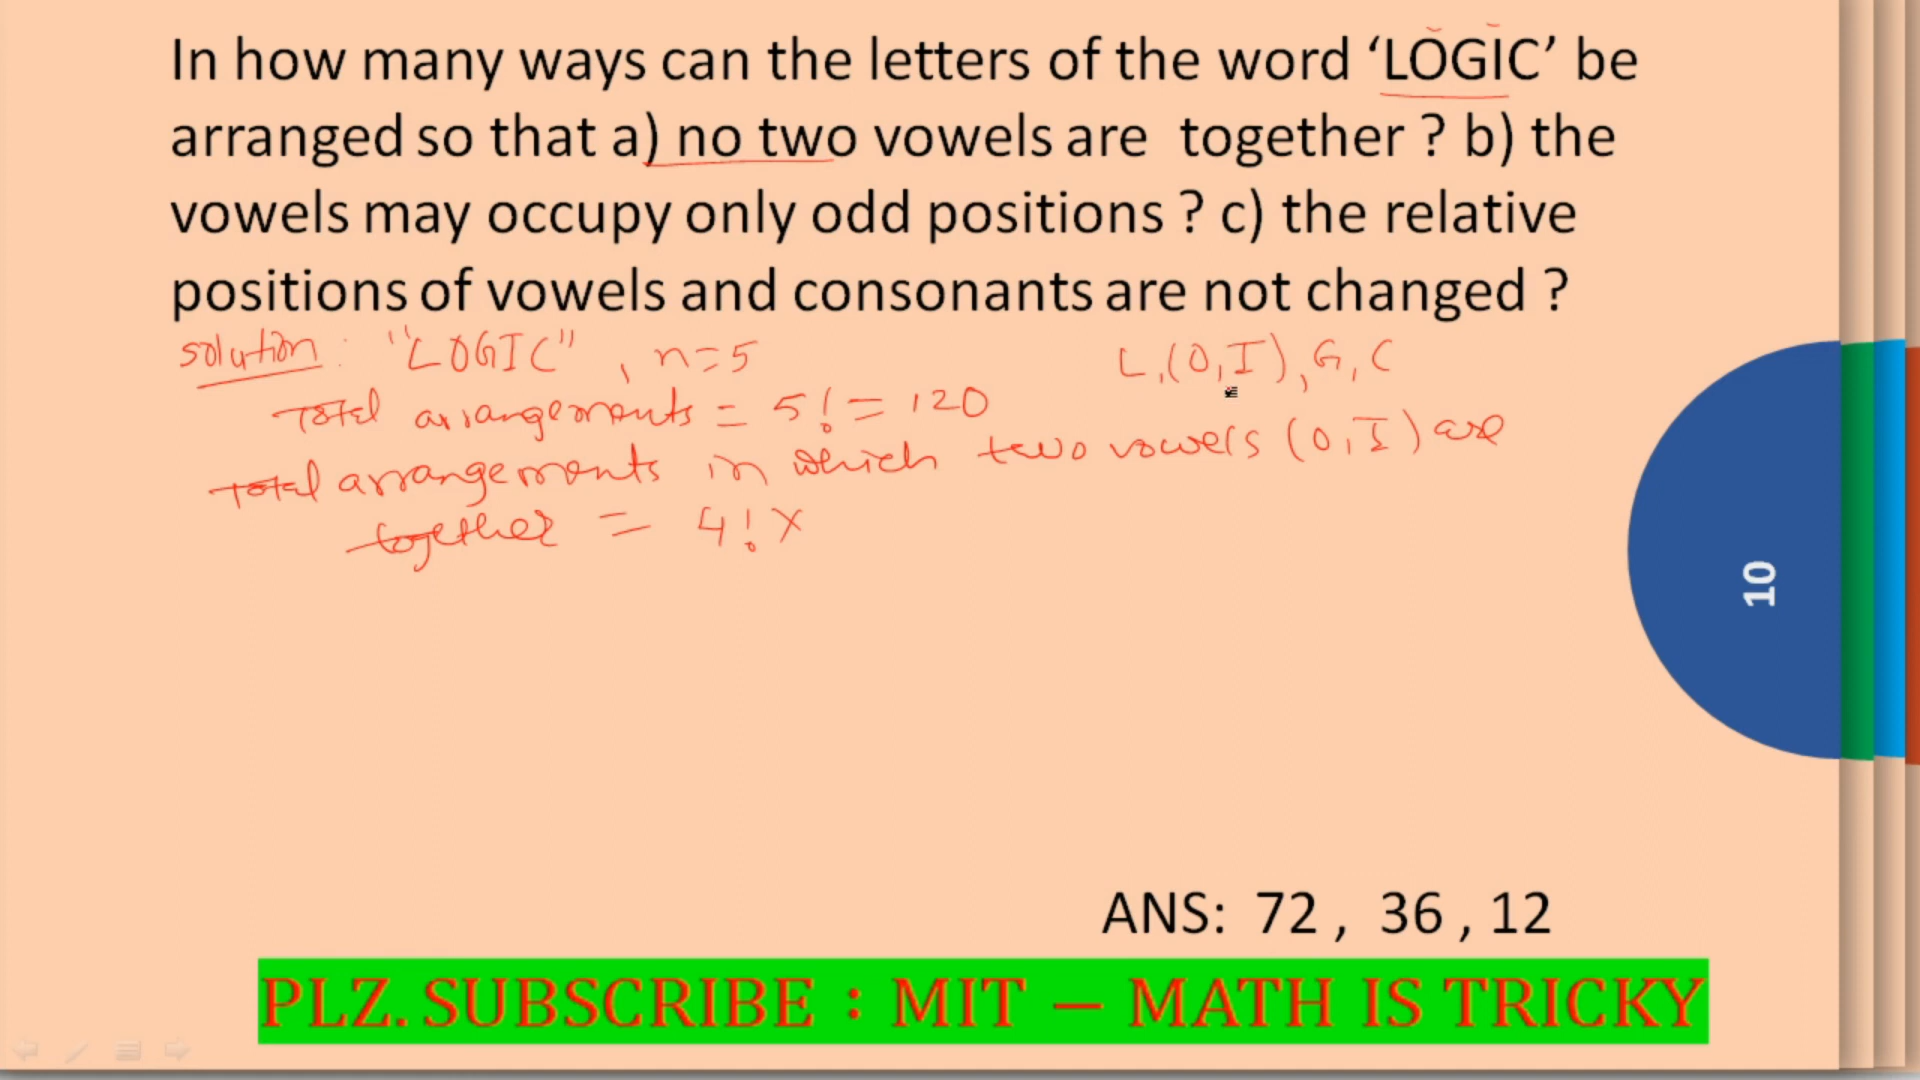 In how many ways can the letters of the word ‘LOGIC’ be
arranged so that a) no two vowels are together ? b) the
vowels may occupy only odd positions ? c) the relative
positions of vowels and consonants are not changed ?
solution : "LOGIC" , n=5
L,(O,I),G,C
Total arrangements = 5! = 120
Total arrangements in which two vowels (O,I) are
together = 4! X
10
ANS: 72 , 36 , 12
PLZ. SUBSCRIBE : MIT – MATH IS TRICKY